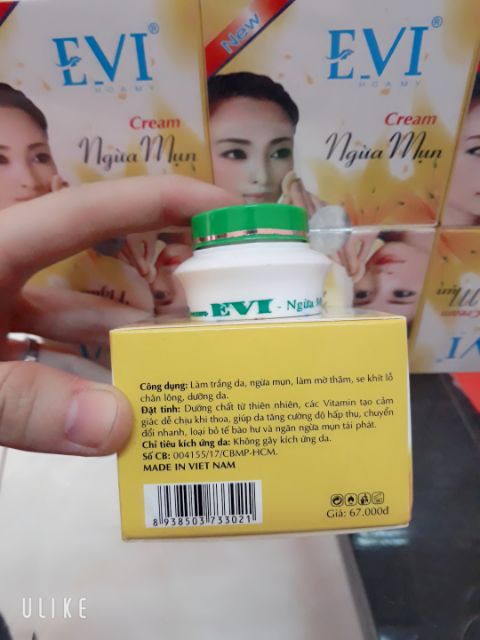 EVI®
HOAMY
Cream
Ngừa Mụn
New
EVI®
HOAMY
Cream
Ngừa Mụn
EVI - Ngừa M
Công dụng: Làm trắng da, ngừa mụn, làm mờ thâm, se khít lỗ
chân lông, dưỡng da.
Đặt tính: Dưỡng chất từ thiên nhiên, các Vitamin tạo cảm
giác dễ chịu khi thoa, giúp da tăng cường độ hấp thụ, chuyển
đổi nhanh, loại bỏ tế bào hư và ngăn ngừa mụn tái phát.
Chỉ tiêu kích ứng da: Không gây kích ứng da.
Số CB: 004155/17/CBMP-HCM.
MADE IN VIET NAM
8 938503 733021
Giá: 67.000đ
ULIKE